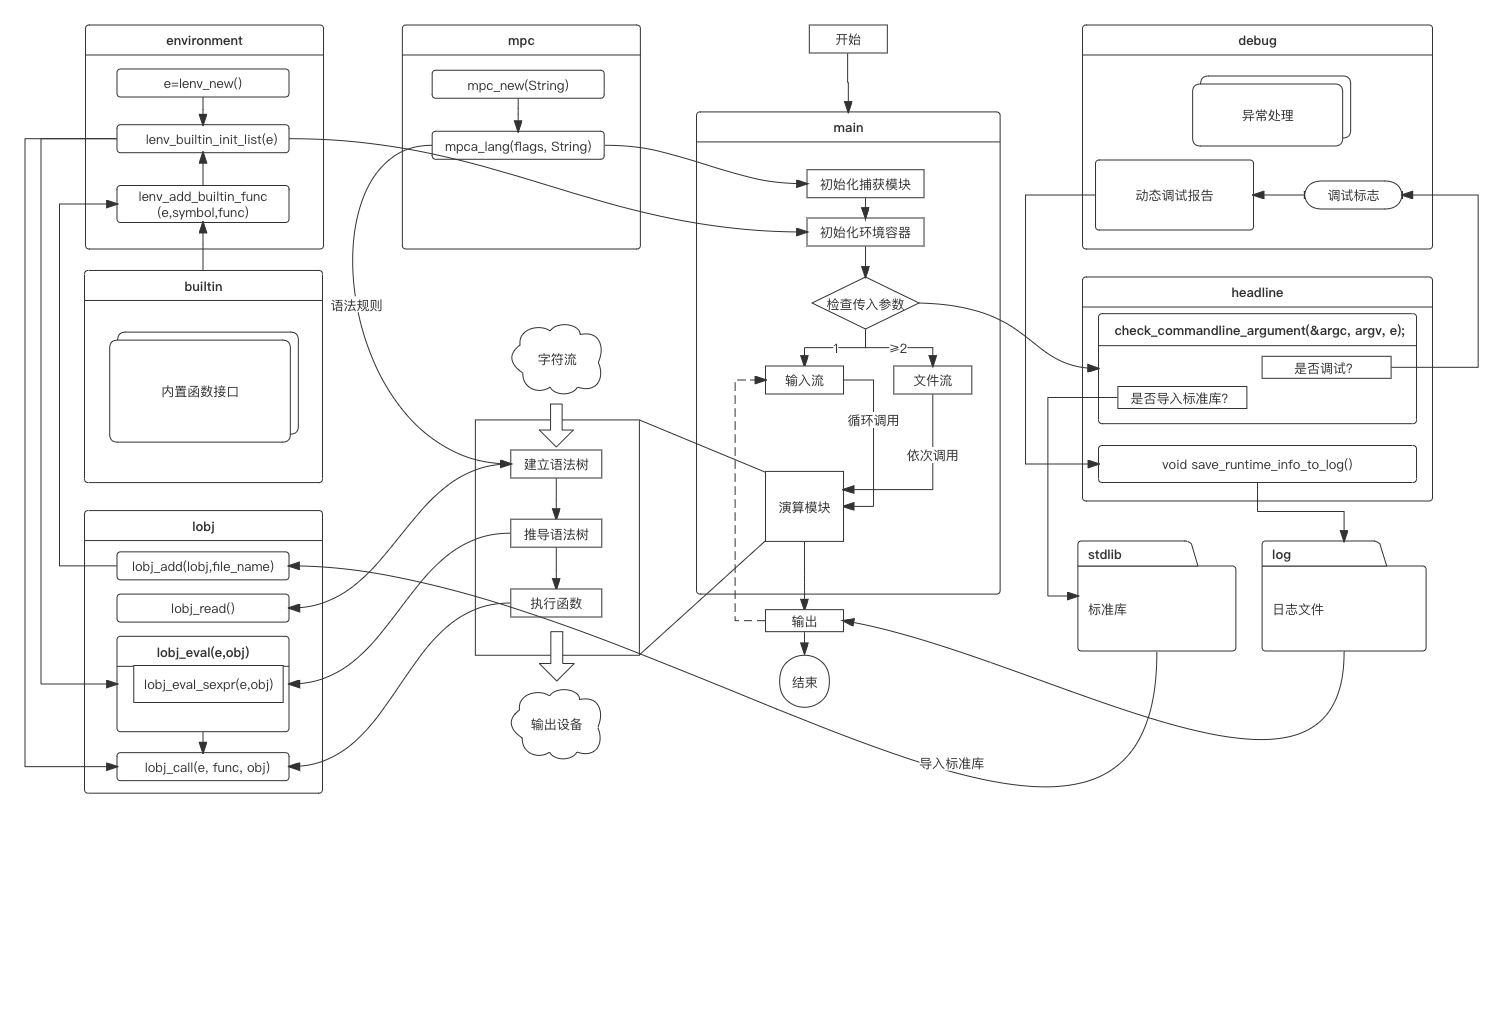 environment
e=lenv_new()
lenv_builtin_init_list(e)
lenv_add_builtin_func
(e,symbol,func)
builtin
内置函数接口
lobj
lobj_add(lobj,file_name)
lobj_read()
lobj_eval(e,obj)
lobj_eval_sexpr(e,obj)
lobj_call(e, func, obj)
mpc
mpc_new(String)
mpca_lang(flags, String)
语法规则
字符流
建立语法树
推导语法树
执行函数
输出设备
开始
main
初始化捕获模块
初始化环境容器
检查传入参数
1
≥2
输入流
文件流
循环调用
依次调用
演算模块
输出
结束
导入标准库
debug
异常处理
动态调试报告
调试标志
headline
check_commandline_argument(&argc, argv, e);
是否调试?
是否导入标准库?
void save_runtime_info_to_log()
stdlib
标准库
log
日志文件